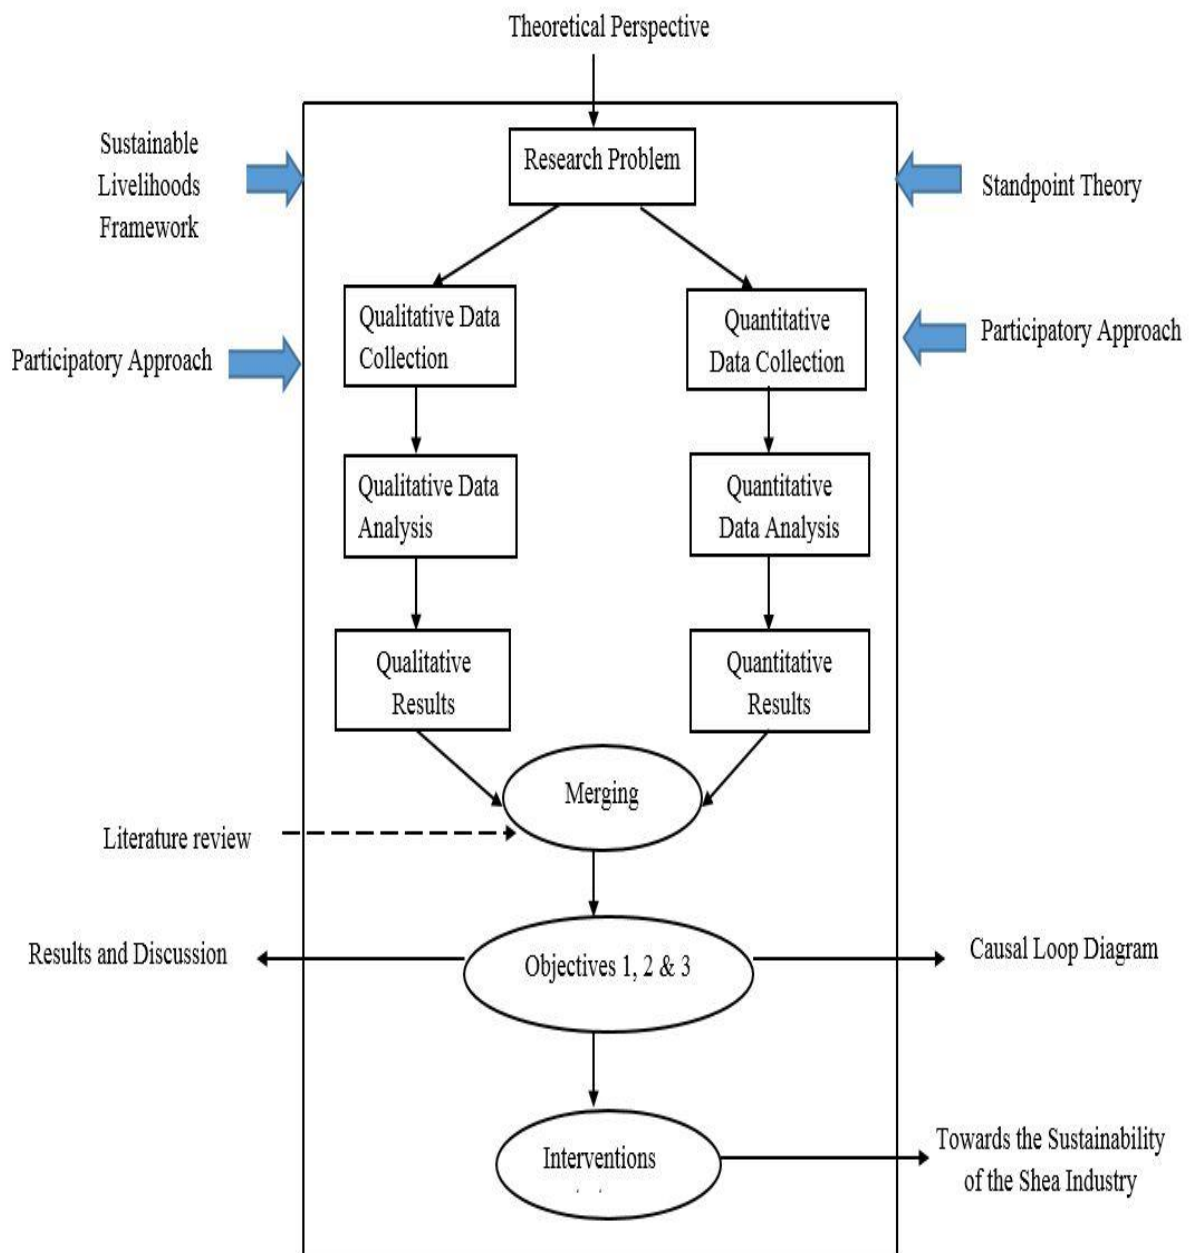 Theoretical Perspective
Sustainable
Livelihoods
Framework
Research Problem
Standpoint Theory
Participatory Approach
Qualitative Data
Collection
Quantitative
Data Collection
Participatory Approach
Qualitative Data
Analysis
Quantitative
Data Analysis
Qualitative
Results
Quantitative
Results
Merging
Literature review
Results and Discussion
Objectives 1, 2 & 3
Causal Loop Diagram
Interventions
Towards the Sustainability
of the Shea Industry